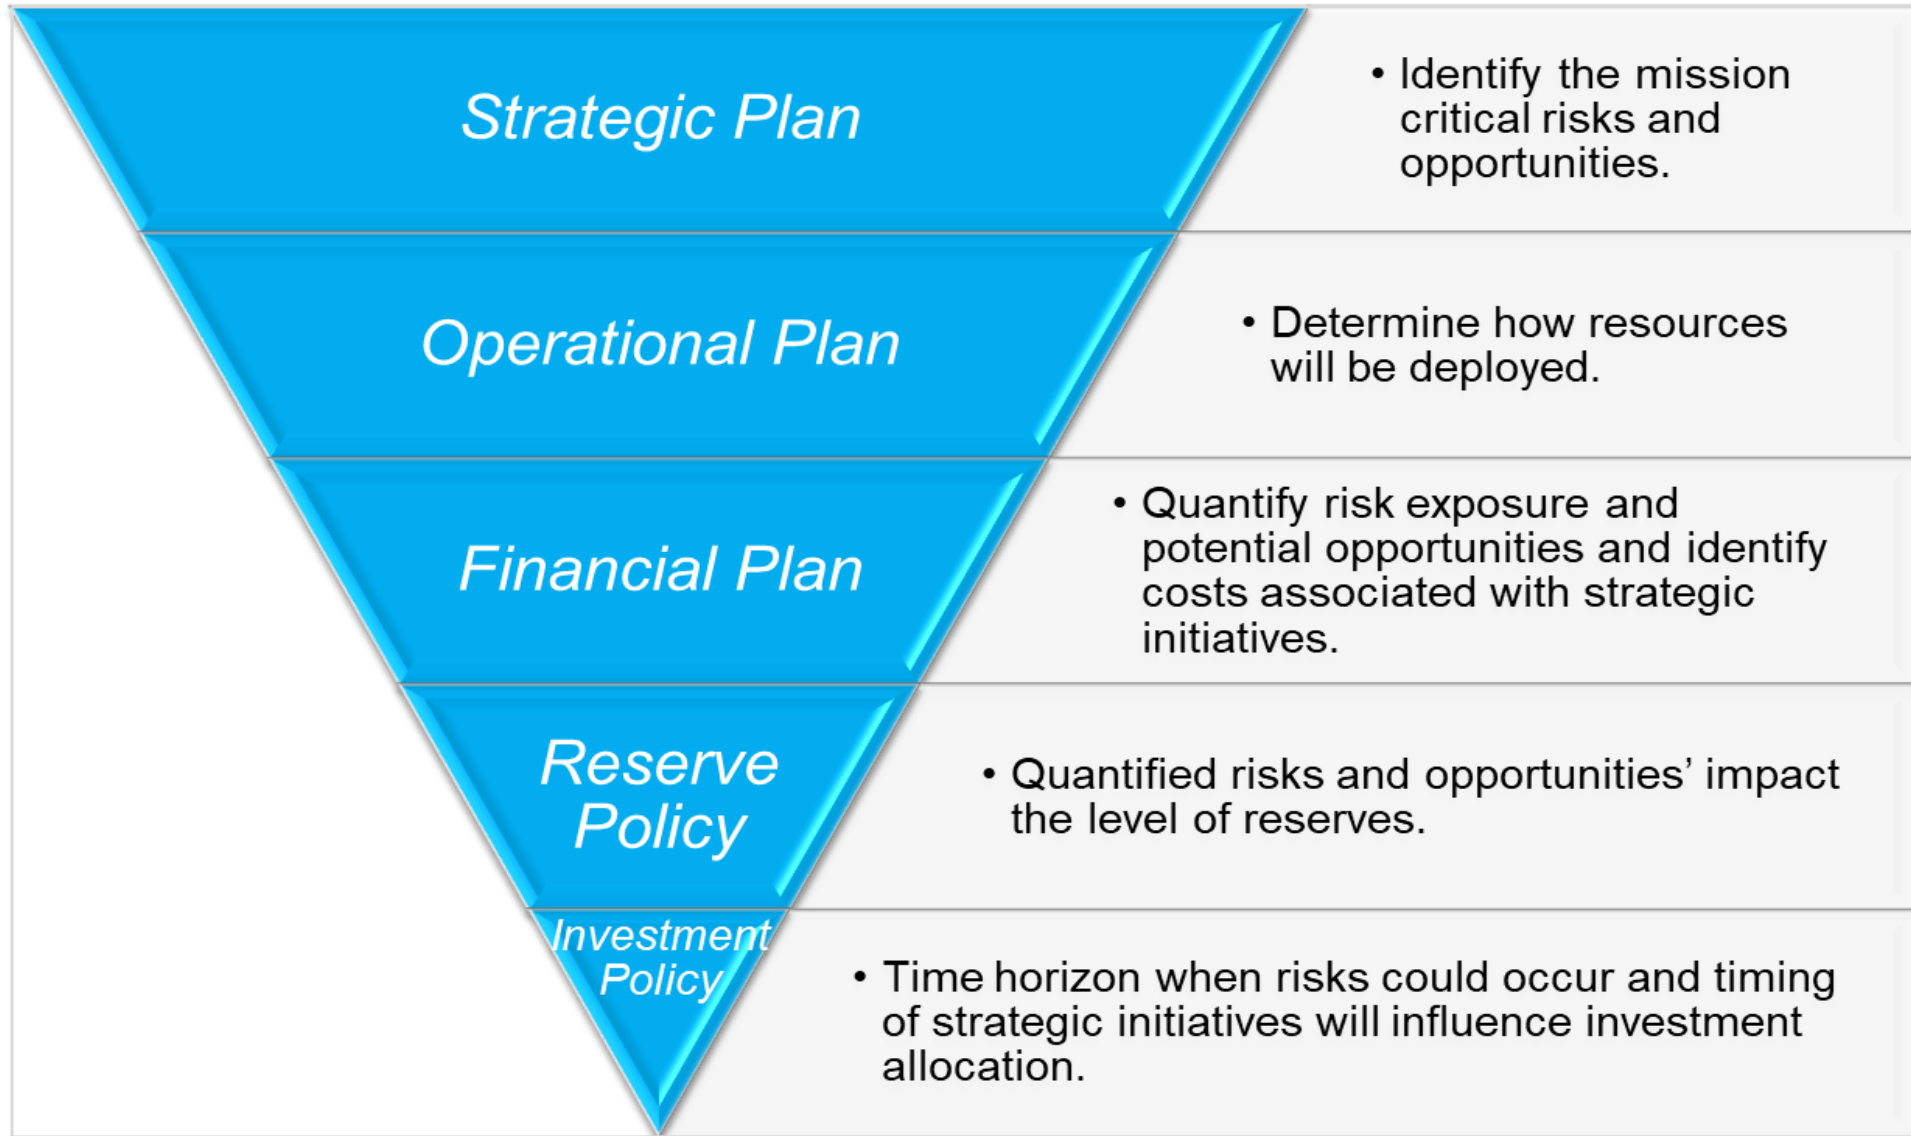 Strategic Plan
• Identify the mission
critical risks and
opportunities.
Operational Plan
• Determine how resources
will be deployed.
Financial Plan
• Quantify risk exposure and
potential opportunities and identify
costs associated with strategic
initiatives.
Reserve
Policy
• Quantified risks and opportunities’ impact
the level of reserves.
Investment
Policy
• Time horizon when risks could occur and timing
of strategic initiatives will influence investment
allocation.